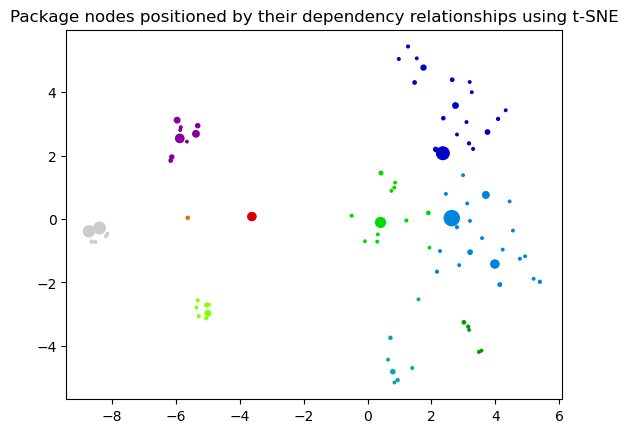 Package nodes positioned by their dependency relationships using t-SNE
4
2
0
−2
−4
−8 −6 −4 −2 0 2 4 6